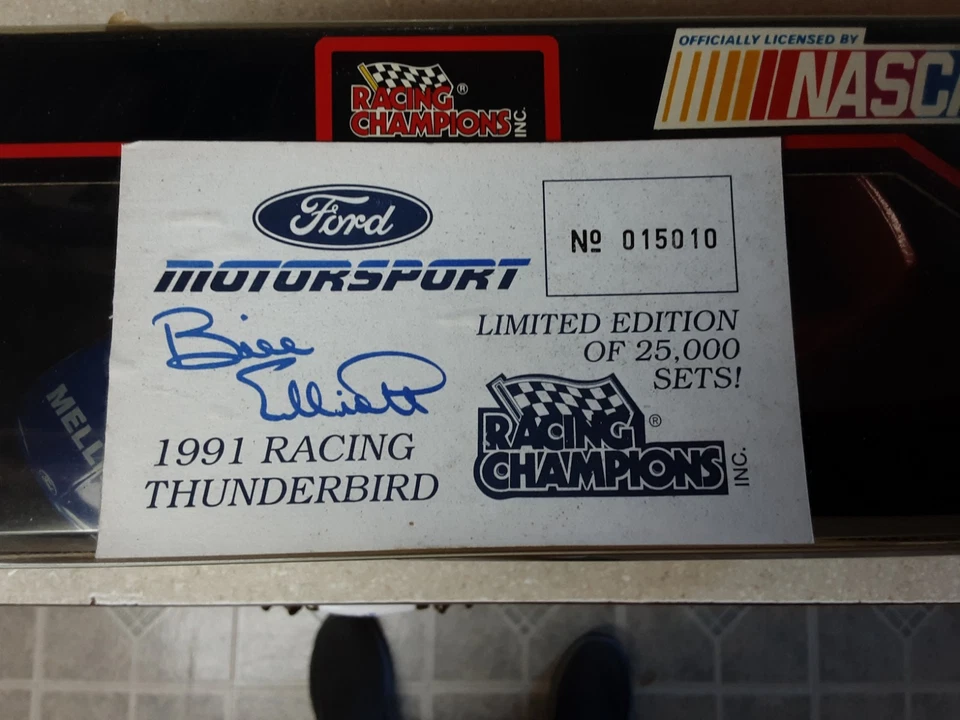 OFFICIALLY LICENSED BY
NASCA
RACING
CHAMPIONS INC.
®
Ford
MOTORSPORT
Nº 015010
Bill
Elliott
LIMITED EDITION
OF 25,000
SETS!
1991 RACING
THUNDERBIRD
RACING
CHAMPIONS INC.
®
MELL